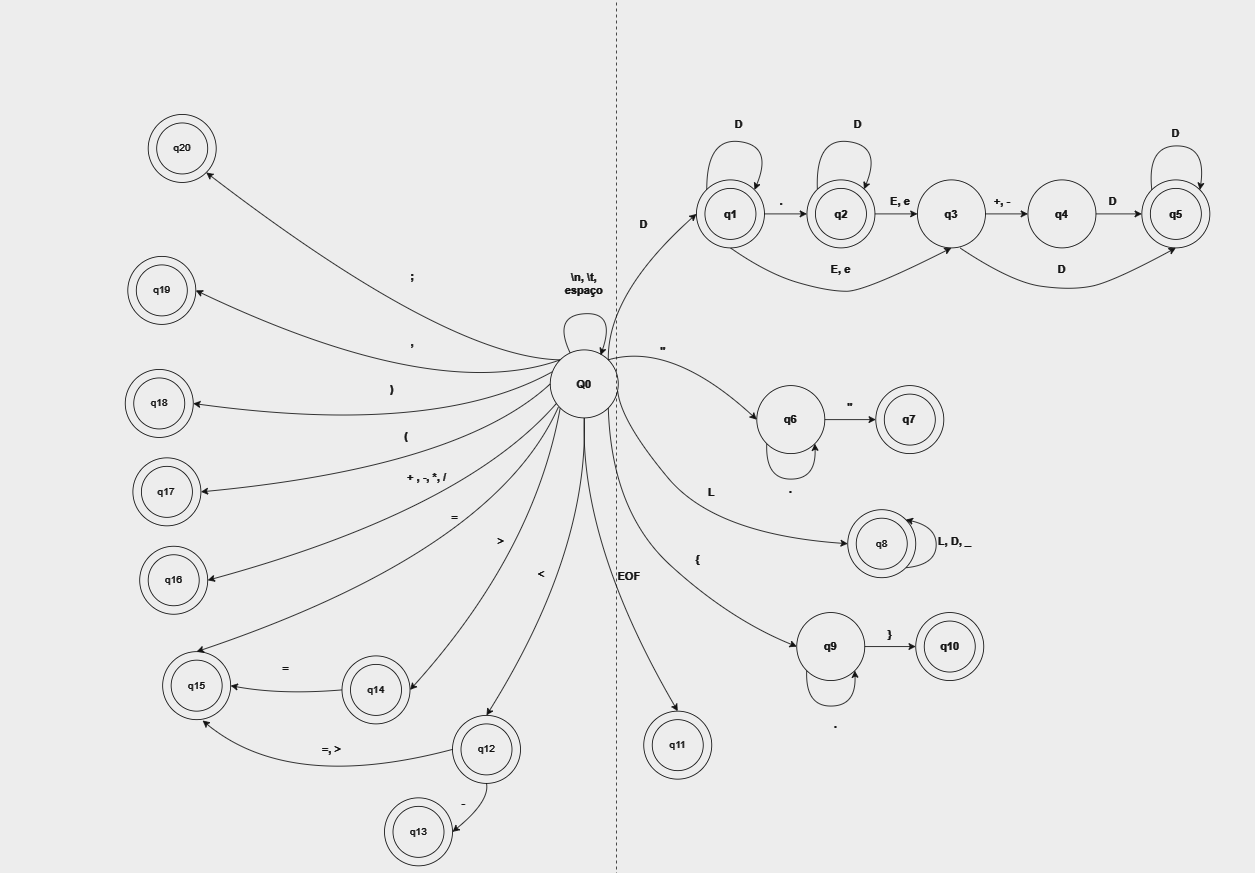 D
D
D
q20
q1
.
q2
E, e
q3
+, -
q4
D
q5
D
E, e
D
;
\n, \t,
espaço
q19
,
"
)
Q0
q18
"
q6
q7
(
+ , -,*, /
.
L
q17
=
>
q8
L, D, _
{
<
EOF
q16
}
q9
q10
=
q15
q14
.
=, >
q12
q11
-
q13